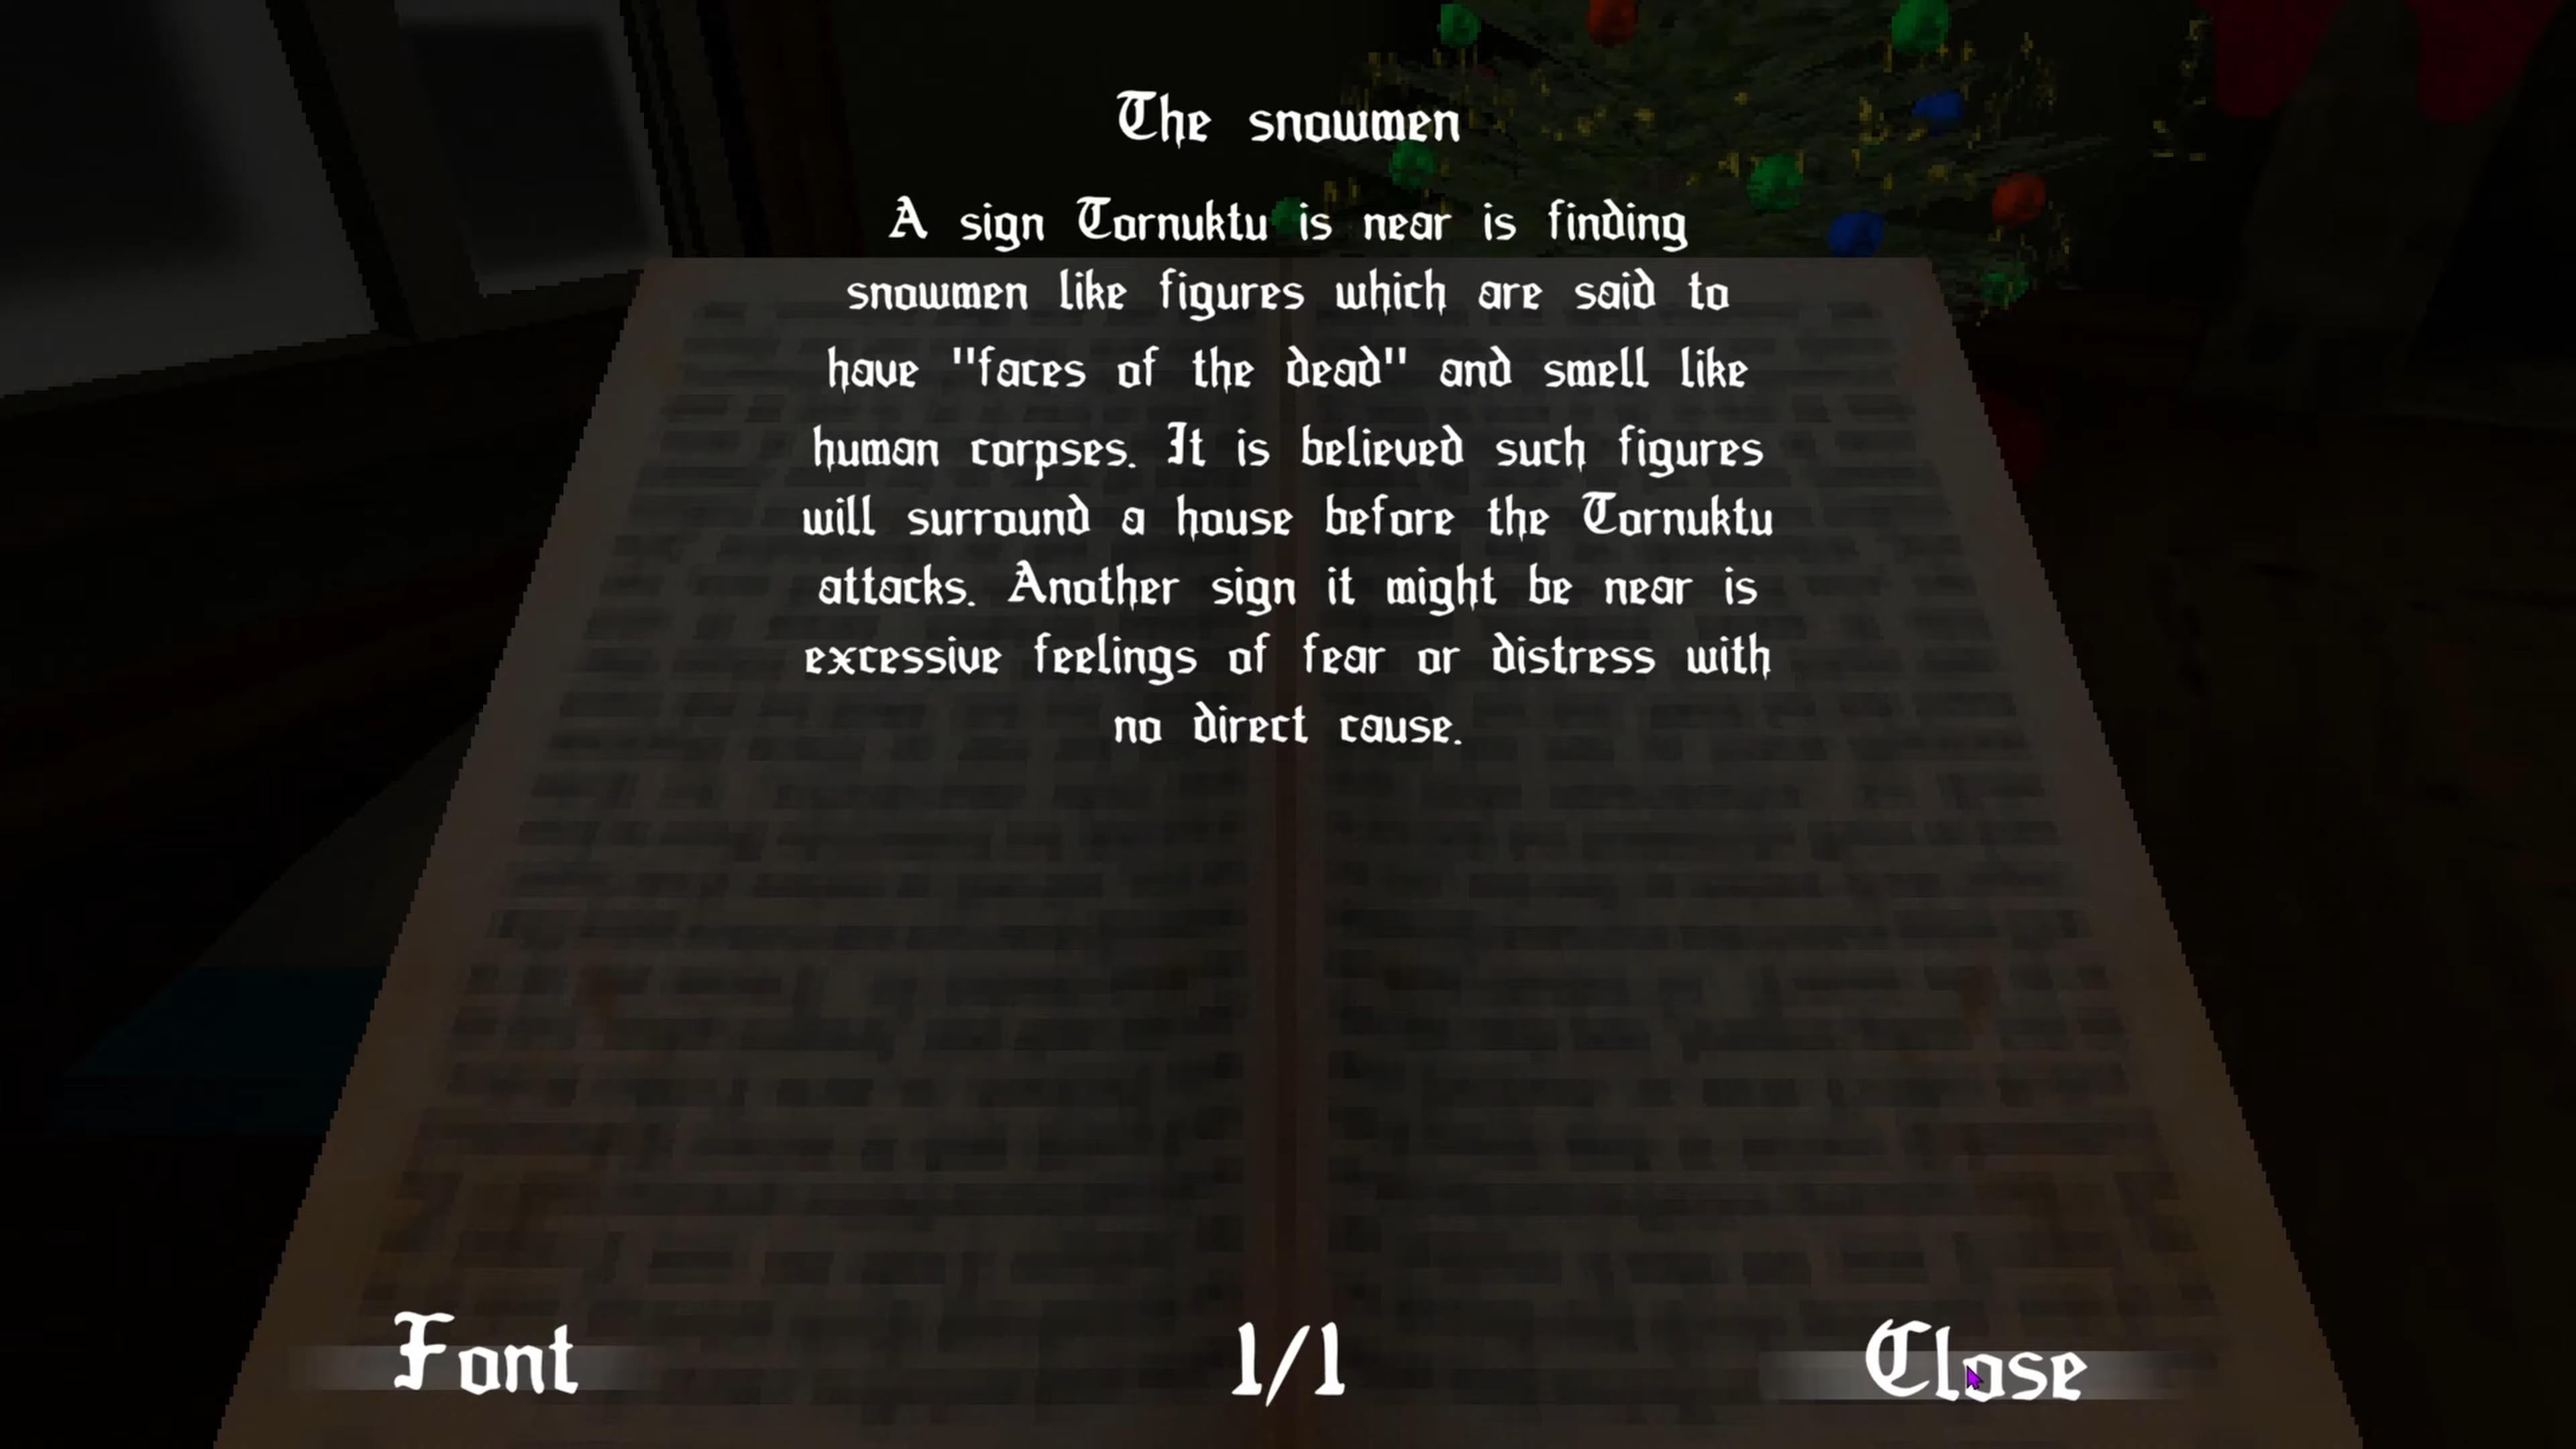 The snowmen
A sign Tornuktu is near is finding
snowmen like figures which are said to
have "faces of the dead" and smell like
human corpses. It is believed such figures
will surround a house before the Tornuktu
attacks. Another sign it might be near is
excessive feelings of fear or distress with
no direct cause.
Font
1/1
Close